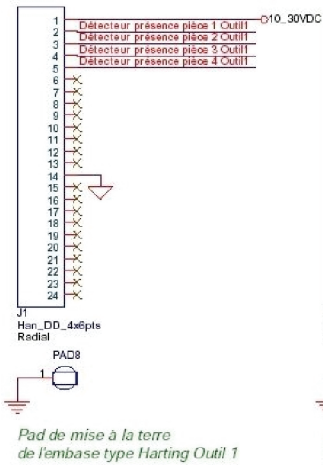 1 10_30VDC
2 Détecteur présence pièce 1 Outil1
3 Détecteur présence pièce 2 Outil1
4 Détecteur présence pièce 3 Outil1
5 Détecteur présence pièce 4 Outil1
6
7
8
9
10
11
12
13
14
15
16
17
18
19
20
21
22
23
24
J1
Han_DD_4x6pts
Radial
PAD8
1
Pad de mise à la terre
de l'embase type Harting Outil 1